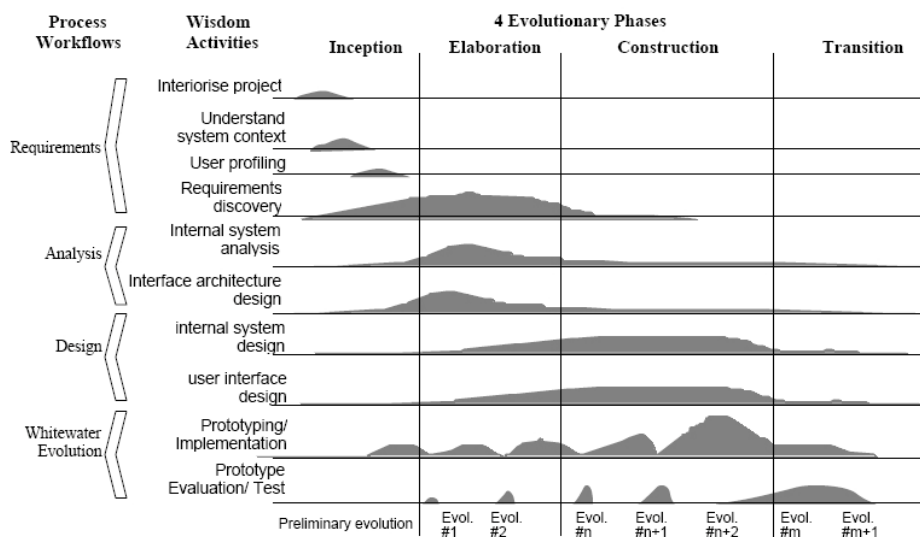 Process
Workflows
Wisdom
Activities
4 Evolutionary Phases
Inception
Elaboration
Construction
Transition
Requirements
Interiorise project
Understand
system context
User profiling
Requirements
discovery
Analysis
Internal system
analysis
Interface architecture
design
Design
internal system
design
user interface
design
Whitewater
Evolution
Prototyping/
Implementation
Prototype
Evaluation/ Test
Preliminary evolution
Evol.
#1
Evol.
#2
Evol.
#n
Evol.
#n+1
Evol.
#n+2
Evol.
#m
Evol.
#m+1